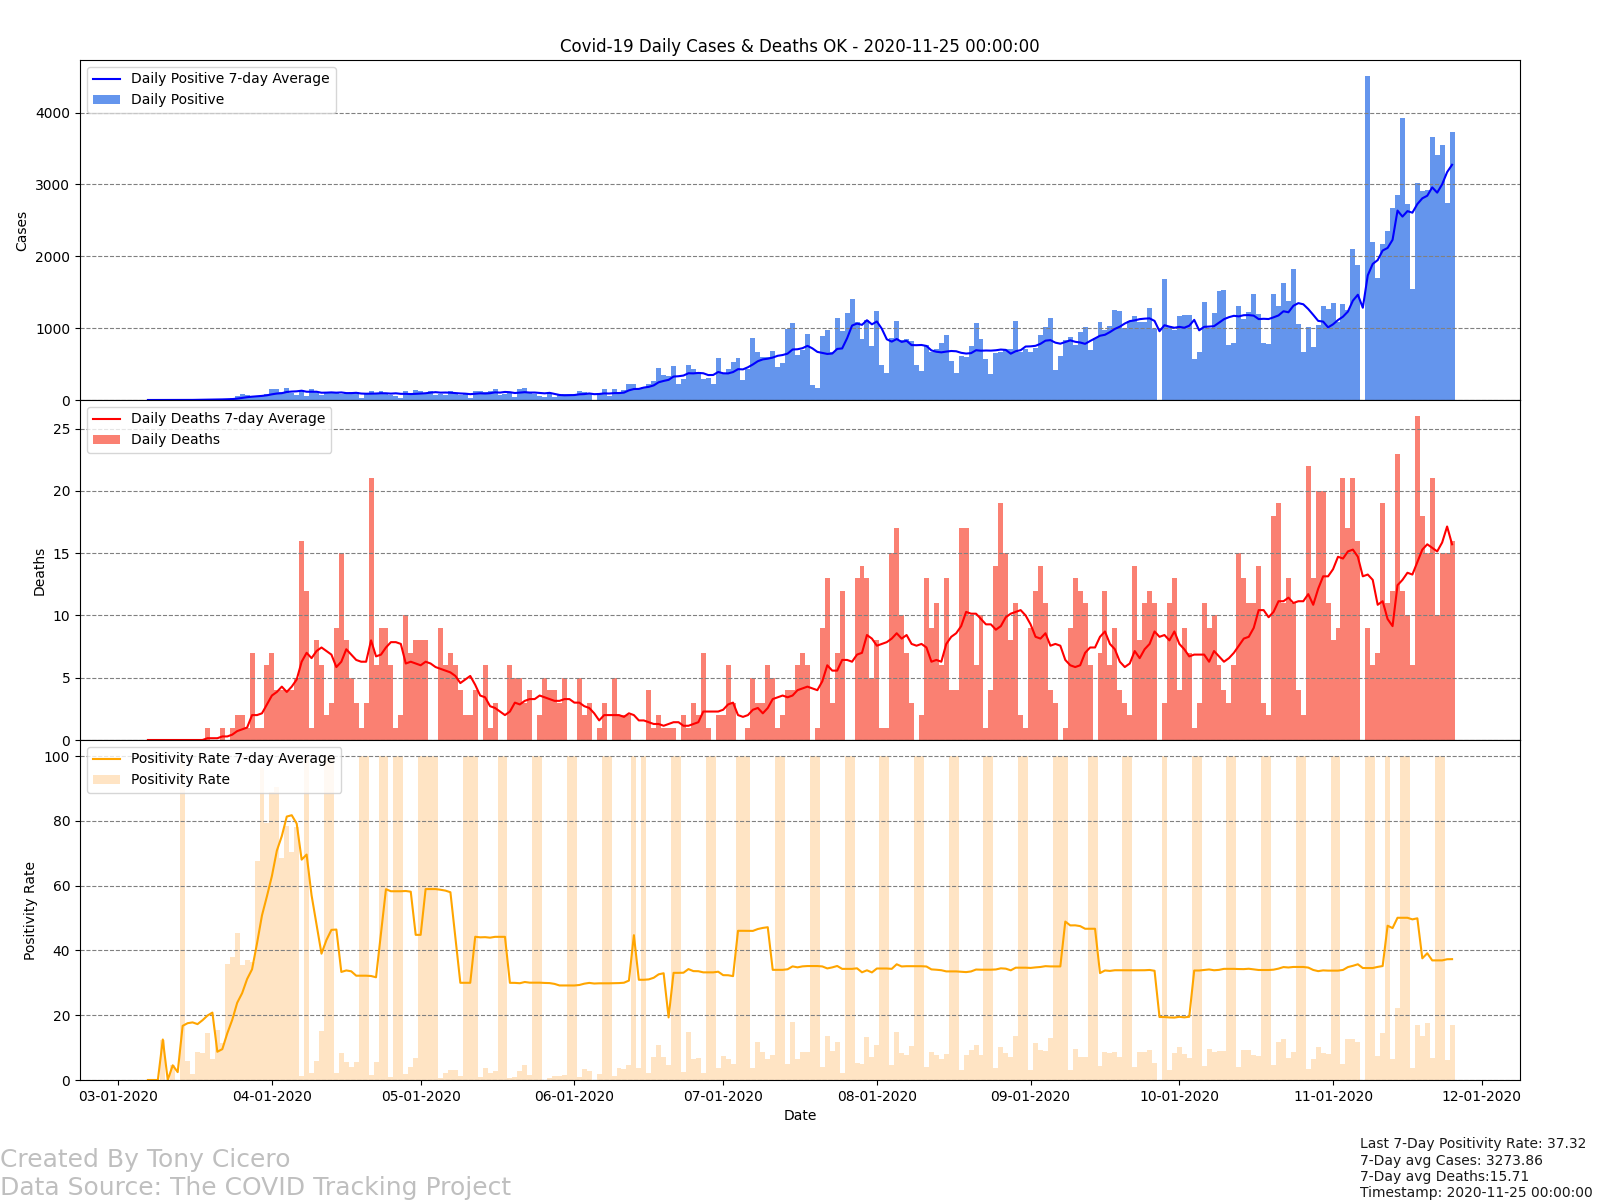 Covid-19 Daily Cases & Deaths OK - 2020-11-25 00:00:00
Daily Positive 7-day Average
Daily Positive
4000
3000
2000
1000
0
Cases
Daily Deaths 7-day Average
Daily Deaths
25
20
15
10
5
0
Deaths
Positivity Rate 7-day Average
Positivity Rate
100
80
60
40
20
0
Positivity Rate
03-01-2020 04-01-2020 05-01-2020 06-01-2020 07-01-2020 08-01-2020 09-01-2020 10-01-2020 11-01-2020 12-01-2020
Date
Created By Tony Cicero
Data Source: The COVID Tracking Project
Last 7-Day Positivity Rate: 37.32
7-Day avg Cases: 3273.86
7-Day avg Deaths:15.71
Timestamp: 2020-11-25 00:00:00